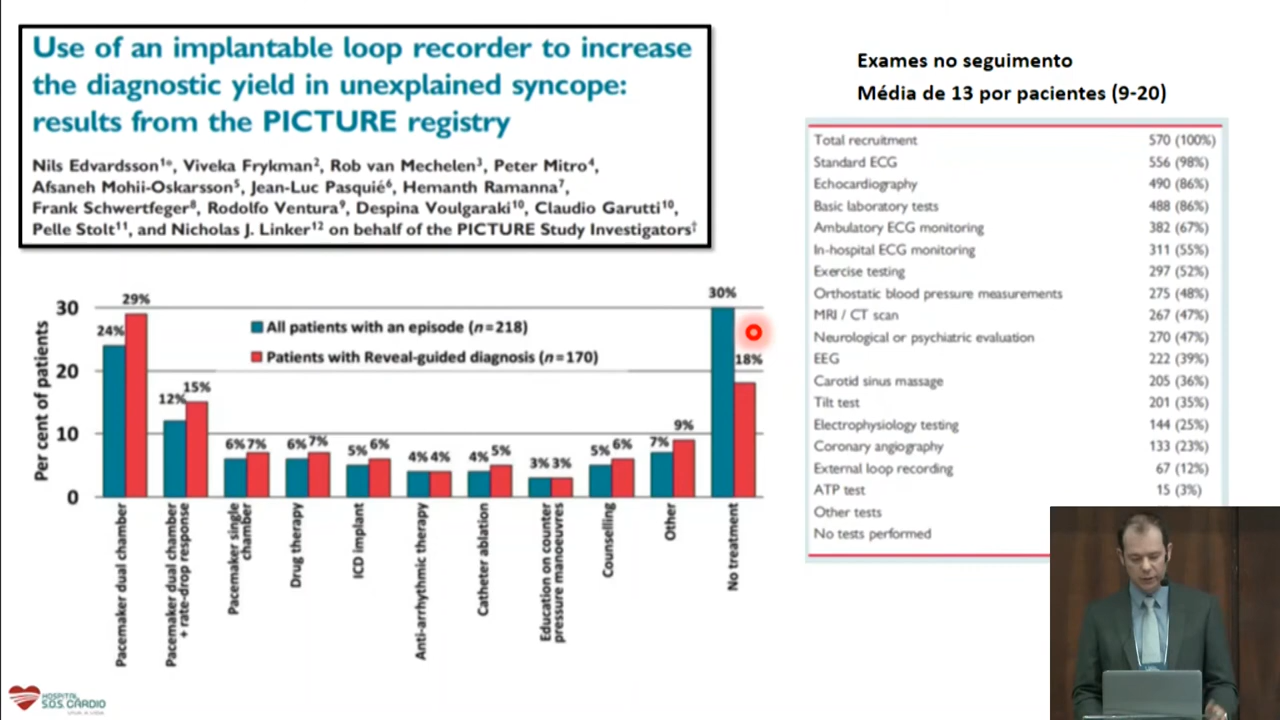 Use of an implantable loop recorder to increase
the diagnostic yield in unexplained syncope:
results from the PICTURE registry
Nils Edvardsson¹*, Viveka Frykman², Rob van Mechelen³, Peter Mitro⁴,
Afsaneh Mohii-Oskarsson⁵, Jean-Luc Pasquié⁶, Hemanth Ramanna⁷,
Frank Schwertfeger⁸, Rodolfo Ventura⁹, Despina Voulgaraki¹⁰, Claudio Garutti¹⁰,
Pelle Stolt¹¹, and Nicholas J. Linker¹² on behalf of the PICTURE Study Investigators†
Per cent of patients
30
20
10
0
All patients with an episode (n=218)
Patients with Reveal-guided diagnosis (n=170)
24% 29%
12% 15%
6% 7%
6% 7%
5% 6%
4% 4%
4% 5%
3% 3%
5% 6%
7% 9%
30% 18%
Pacemaker dual chamber
Pacemaker dual chamber
+ rate-drop response
Pacemaker single
chamber
Drug therapy
ICD implant
Anti-arrhythmic therapy
Catheter ablation
Education on counter
pressure manoeuvres
Counselling
Other
No treatment
Exames no seguimento
Média de 13 por pacientes (9-20)
Total recruitment 570 (100%)
Standard ECG 556 (98%)
Echocardiography 490 (86%)
Basic laboratory tests 488 (86%)
Ambulatory ECG monitoring 382 (67%)
In-hospital ECG monitoring 311 (55%)
Exercise testing 297 (52%)
Orthostatic blood pressure measurements 275 (48%)
MRI / CT scan 267 (47%)
Neurological or psychiatric evaluation 270 (47%)
EEG 222 (39%)
Carotid sinus massage 205 (36%)
Tilt test 201 (35%)
Electrophysiology testing 144 (25%)
Coronary angiography 133 (23%)
External loop recording 67 (12%)
ATP test 15 (3%)
Other tests
No tests performed
HOSPITAL
S.O.S. CARDIO
VIVA A VIDA